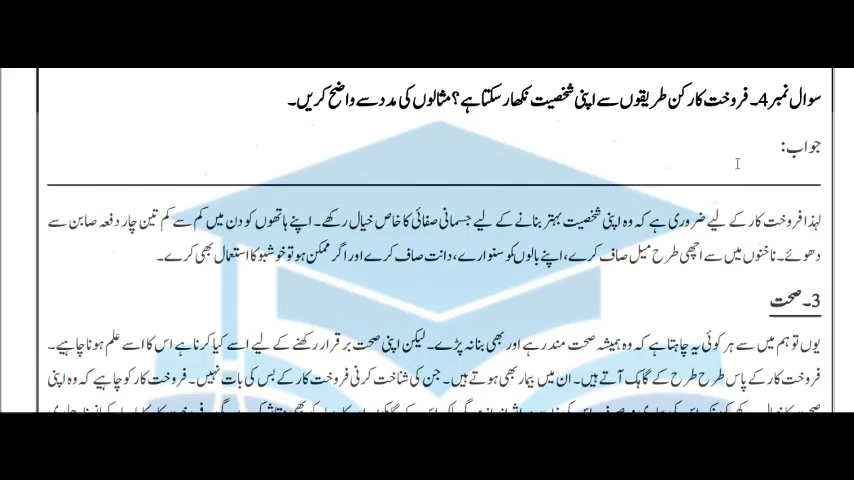 سوال نمبر 4۔ فروخت کار کن طریقوں سے اپنی شخصیت نکھار سکتا ہے؟ مثالوں کی مدد سے واضح کریں۔
جواب:
لہذا فروخت کار کے لیے ضروری ہے کہ وہ اپنی شخصیت بہتر بنانے کے لیے جسمانی صفائی کا خاص خیال رکھے۔ اپنے ہاتھوں کو دن میں کم سے کم تین چار دفعہ صابن سے
دھوئے۔ ناخنوں میں سے اچھی طرح میل صاف کرے، اپنے بالوں کو سنوارے، دانت صاف کرے اور اگر ممکن ہو تو خوشبو کا استعمال بھی کرے۔
3۔ صحت
یوں تو ہم میں سے ہر کوئی یہ چاہتا ہے کہ وہ ہمیشہ صحت مند رہے اور بھی بنانہ پڑے۔ لیکن اپنی صحت برقرار رکھنے کے لیے اسے کیا کرنا ہے اس کا اسے علم ہونا چاہیے۔
فروخت کار کے پاس طرح طرح کے گاہک آتے ہیں۔ ان میں بیمار بھی ہوتے ہیں۔ جن کی شناخت کرنی فروخت کار کے بس کی بات نہیں۔ فروخت کار کو چاہیے کہ وہ اپنی